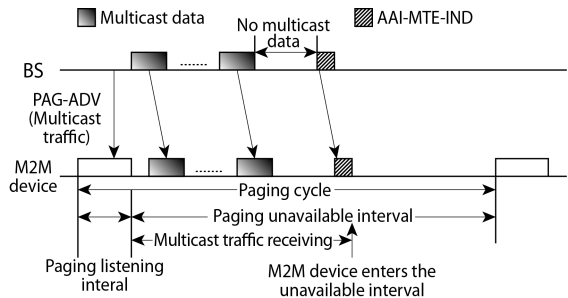 Multicast data
AAI-MTE-IND
No multicast
data
BS
PAG-ADV
(Multicast
traffic)
........
M2M
device
........
Paging cycle
Paging unavailable interval
Multicast traffic receiving
Paging listening
interal
M2M device enters the
unavailable interval